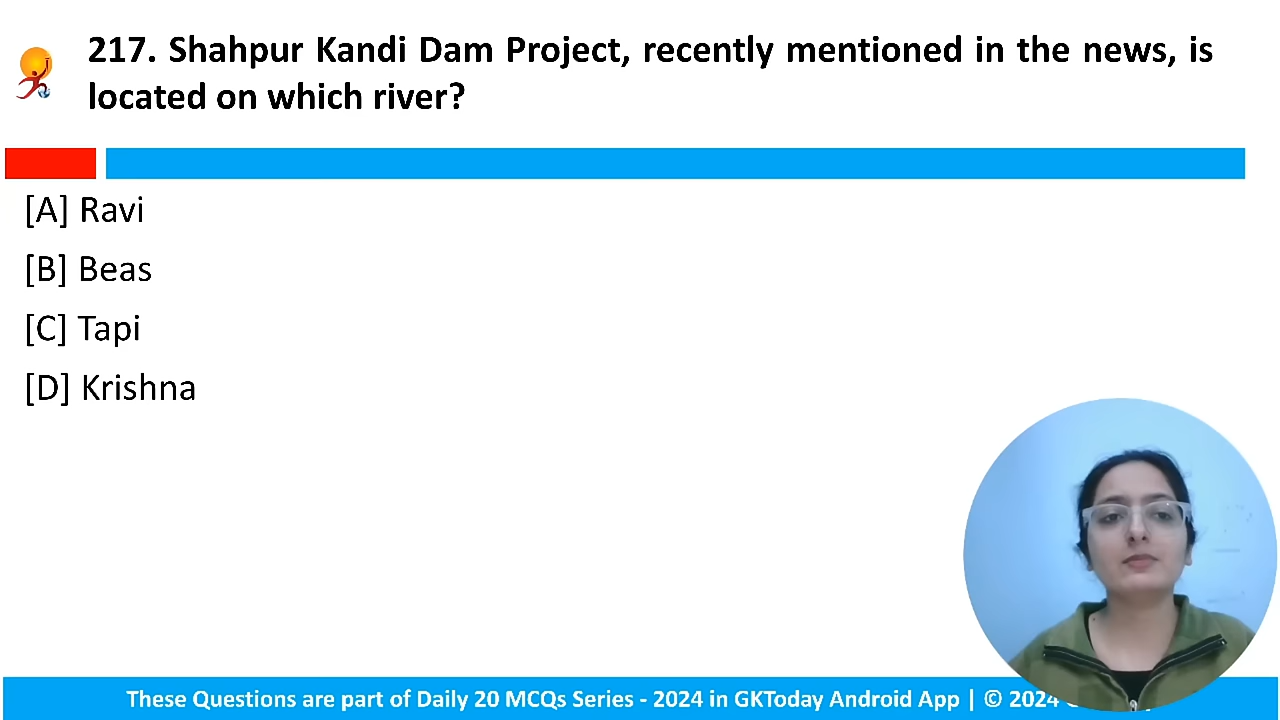 217. Shahpur Kandi Dam Project, recently mentioned in the news, is
located on which river?
[A] Ravi
[B] Beas
[C] Tapi
[D] Krishna
These Questions are part of Daily 20 MCQs Series - 2024 in GKToday Android App | © 2024